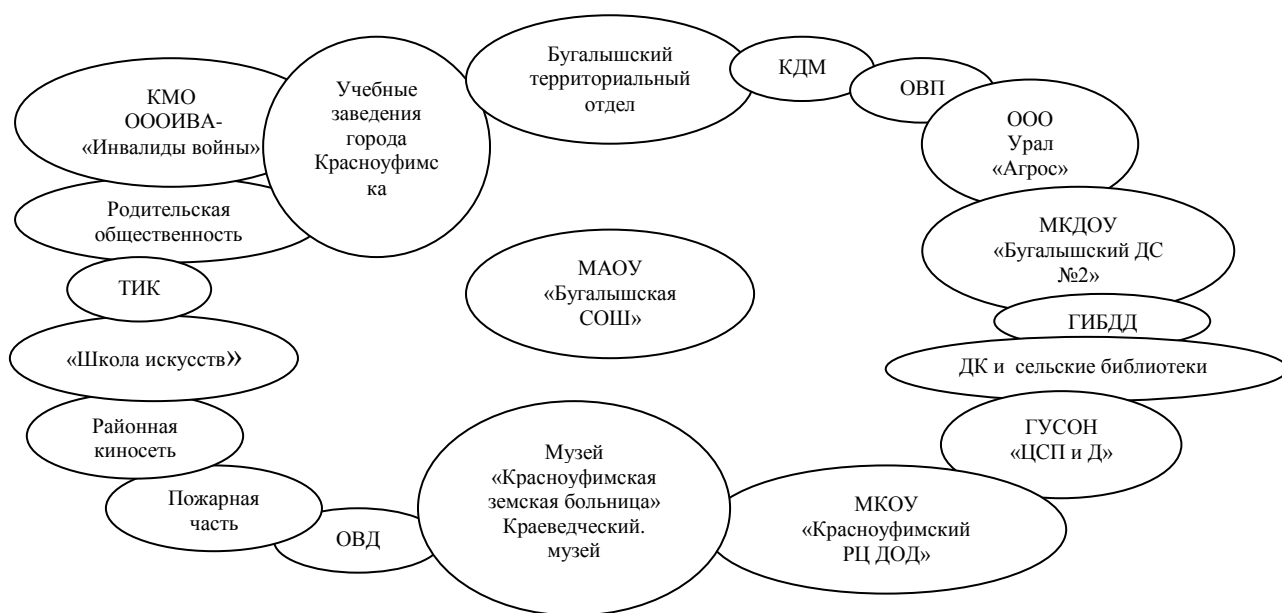 Бугалышский
территориальный
отдел
КДМ
ОВП
Учебные
заведения
города
Красноуфимс
ка
КМО
ОООИВА-
«Инвалиды войны»
ООО
Урал
«Агрос»
Родительская
общественность
МКДОУ
«Бугалышский ДС
№2»
МАОУ
«Бугалышская
СОШ»
ТИК
ГИБДД
«Школа искусств»
ДК и сельские библиотеки
Районная
киносеть
ГУСОН
«ЦСП и Д»
Музей
«Красноуфимская
земская больница»
Краеведческий.
музей
Пожарная
часть
МКОУ
«Красноуфимский
РЦ ДОД»
ОВД